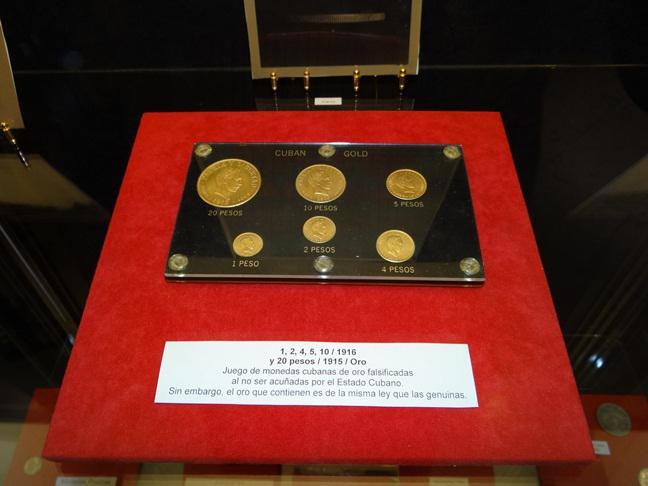 CUBAN GOLD
20 PESOS
10 PESOS
5 PESOS
1 PESO
2 PESOS
4 PESOS
1, 2, 4, 5, 10 / 1916
y 20 pesos / 1915 / Oro
Juego de monedas cubanas de oro falsificadas
al no ser acuñadas por el Estado Cubano.
Sin embargo, el oro que contienen es de la misma ley que las genuinas.